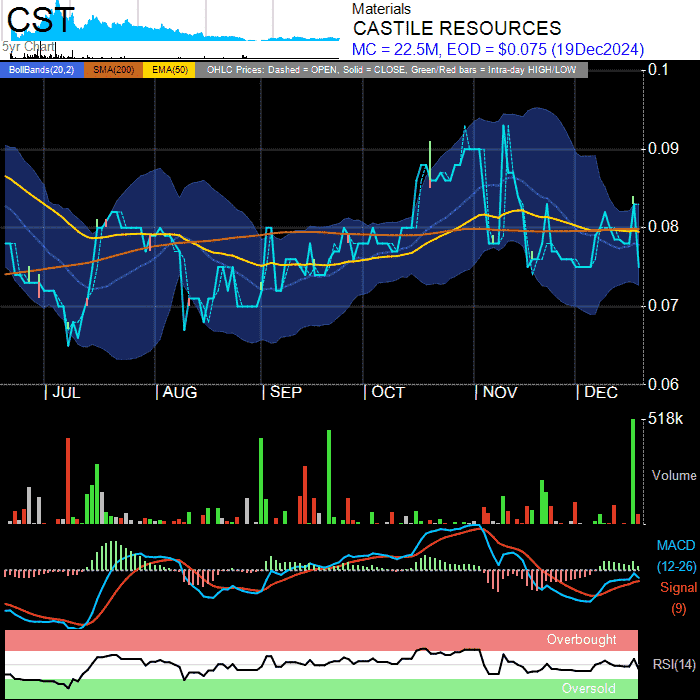 CST
5yr Chart
Materials
CASTILE RESOURCES
MC = 22.5M, EOD = $0.075 (19Dec2024)
BollBands(20,2) SMA(200) EMA(50) OHLC Prices: Dashed = OPEN, Solid = CLOSE, Green/Red bars = Intra-day HIGH/LOW
0.1
0.09
0.08
0.07
0.06
| JUL | AUG | SEP | OCT | NOV | DEC
518k
Volume
MACD
(12-26)
Signal
(9)
Overbought
RSI(14)
Oversold